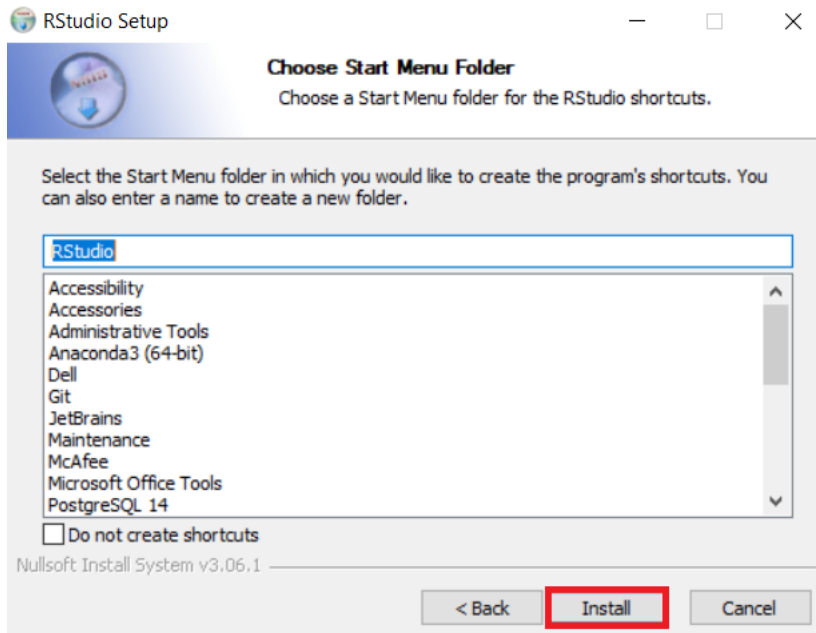 RStudio Setup
Choose Start Menu Folder
Choose a Start Menu folder for the RStudio shortcuts.
Select the Start Menu folder in which you would like to create the program's shortcuts. You
can also enter a name to create a new folder.
RStudio
Accessibility
Accessories
Administrative Tools
Anaconda3 (64-bit)
Dell
Git
JetBrains
Maintenance
McAfee
Microsoft Office Tools
PostgreSQL 14
Do not create shortcuts
Nullsoft Install System v3.06.1
< Back Install Cancel